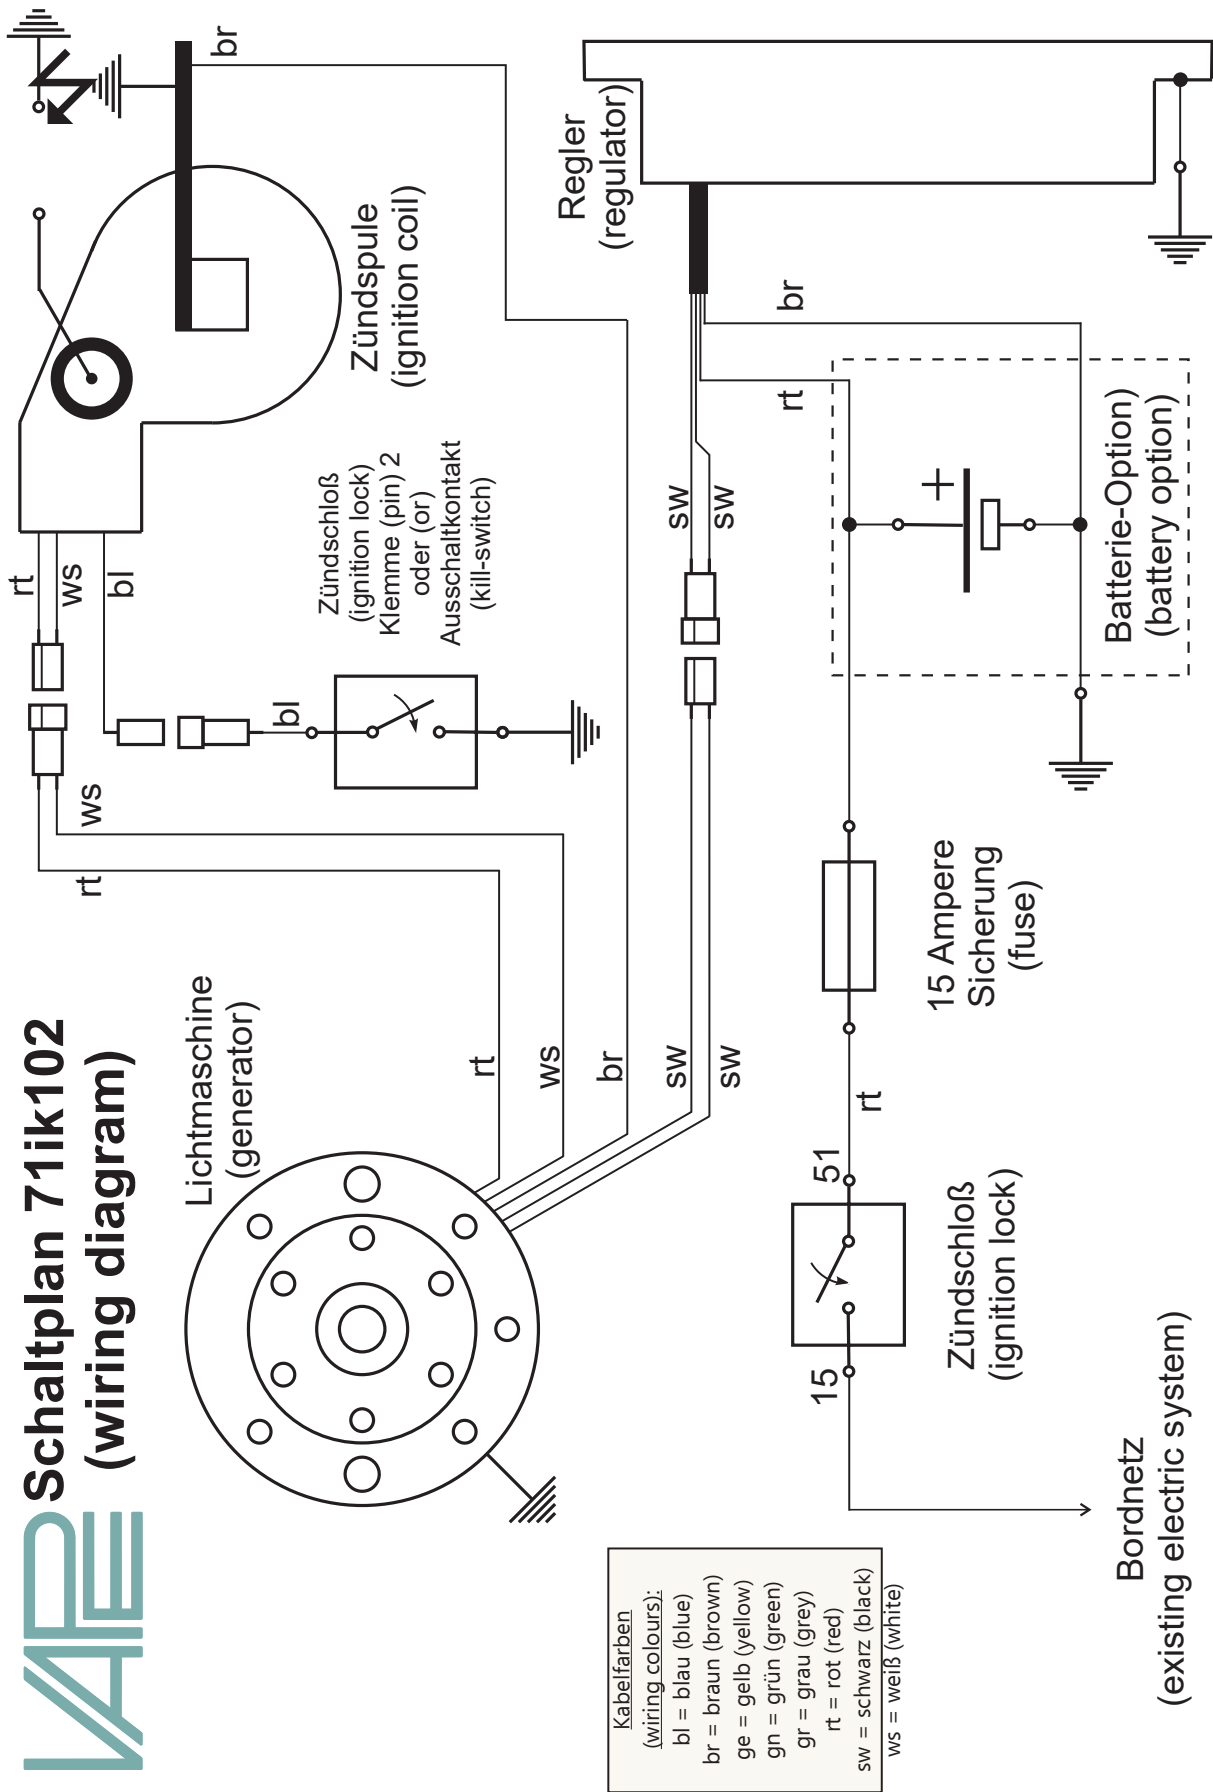 VAPE
Schaltplan 71ik102
(wiring diagram)
Lichtmaschine
(generator)
rt
ws
br
sw
sw
rt
ws
rt
ws
bl
bl
Zündschloß
(ignition lock)
Klemme (pin) 2
oder (or)
Ausschaltkontakt
(kill-switch)
Zündspule
(ignition coil)
br
Regler
(regulator)
sw
sw
rt
br
+
Batterie-Option)
(battery option)
15 Ampere
Sicherung
(fuse)
rt
51
15
Zündschloß
(ignition lock)
Bordnetz
(existing electric system)
Kabelfarben
(wiring colours):
bl = blau (blue)
br = braun (brown)
ge = gelb (yellow)
gn = grün (green)
gr = grau (grey)
rt = rot (red)
sw = schwarz (black)
ws = weiß (white)